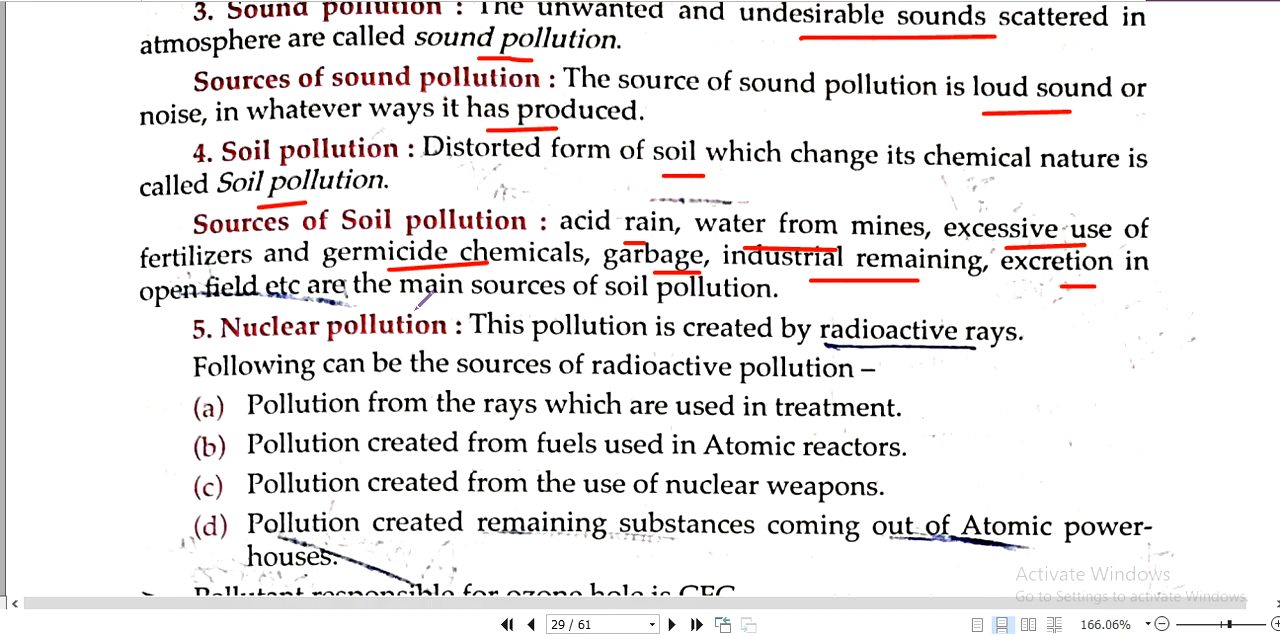 3. Sound pollution : The unwanted and undesirable sounds scattered in
atmosphere are called sound pollution.
Sources of sound pollution : The source of sound pollution is loud sound or
noise, in whatever ways it has produced.
4. Soil pollution : Distorted form of soil which change its chemical nature is
called Soil pollution.
Sources of Soil pollution : acid rain, water from mines, excessive use of
fertilizers and germicide chemicals, garbage, industrial remaining, excretion in
open field etc are the main sources of soil pollution.
5. Nuclear pollution : This pollution is created by radioactive rays.
Following can be the sources of radioactive pollution –
(a) Pollution from the rays which are used in treatment.
(b) Pollution created from fuels used in Atomic reactors.
(c) Pollution created from the use of nuclear weapons.
(d) Pollution created remaining substances coming out of Atomic power-
houses.
Pollutant responsible for ozone hole is CFC
Activate Windows
Go to Settings to activate Windows.
29 / 61
166.06%